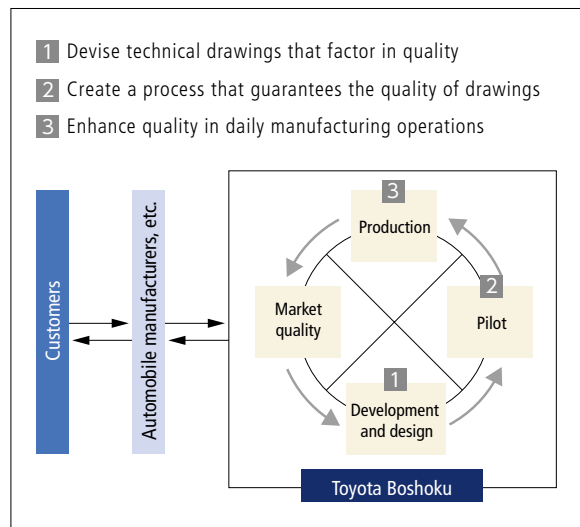 1 Devise technical drawings that factor in quality
2 Create a process that guarantees the quality of drawings
3 Enhance quality in daily manufacturing operations
Customers
Automobile manufacturers, etc.
3
Production
Market
quality
2
Pilot
1
Development
and design
Toyota Boshoku